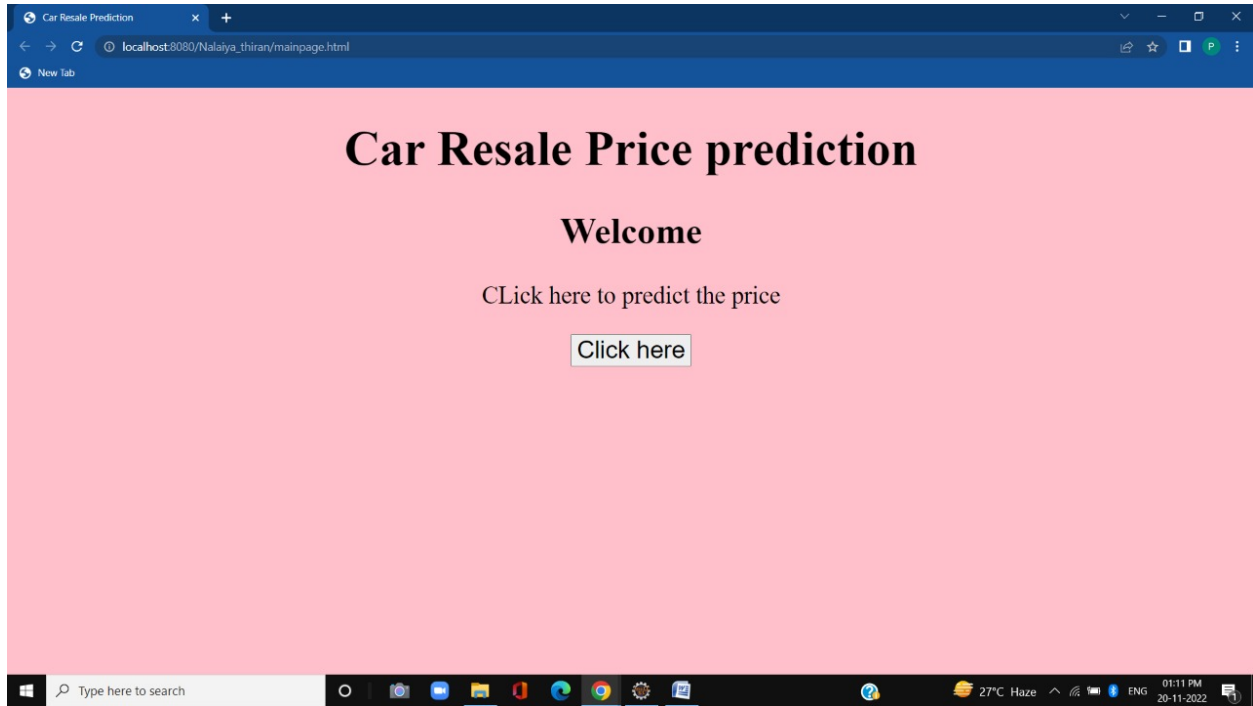 Car Resale Prediction
localhost:8080/Nalaiya_thiran/mainpage.html
P
New Tab
Car Resale Price prediction
Welcome
CLick here to predict the price
Click here
Type here to search
27°C Haze
ENG
01:11 PM
20-11-2022
1